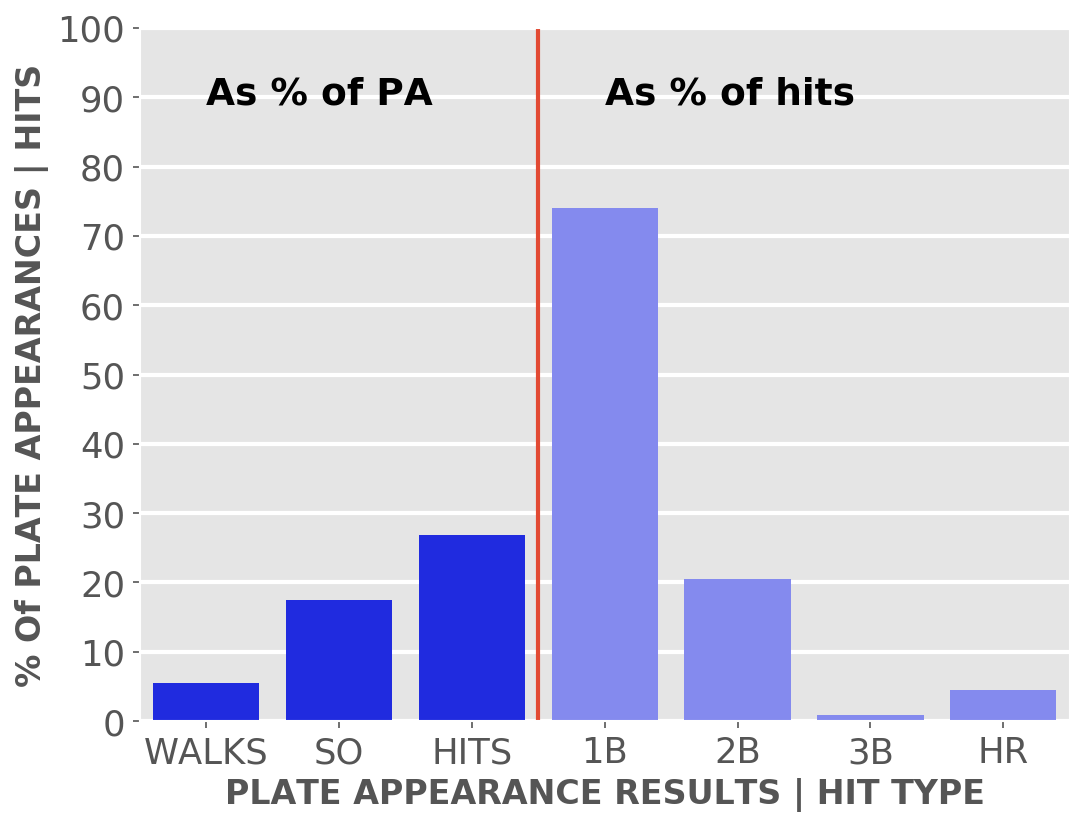 % Of PLATE APPEARANCES | HITS
100
90
80
70
60
50
40
30
20
10
0
As % of PA
As % of hits
WALKS SO HITS 1B 2B 3B HR
PLATE APPEARANCE RESULTS | HIT TYPE